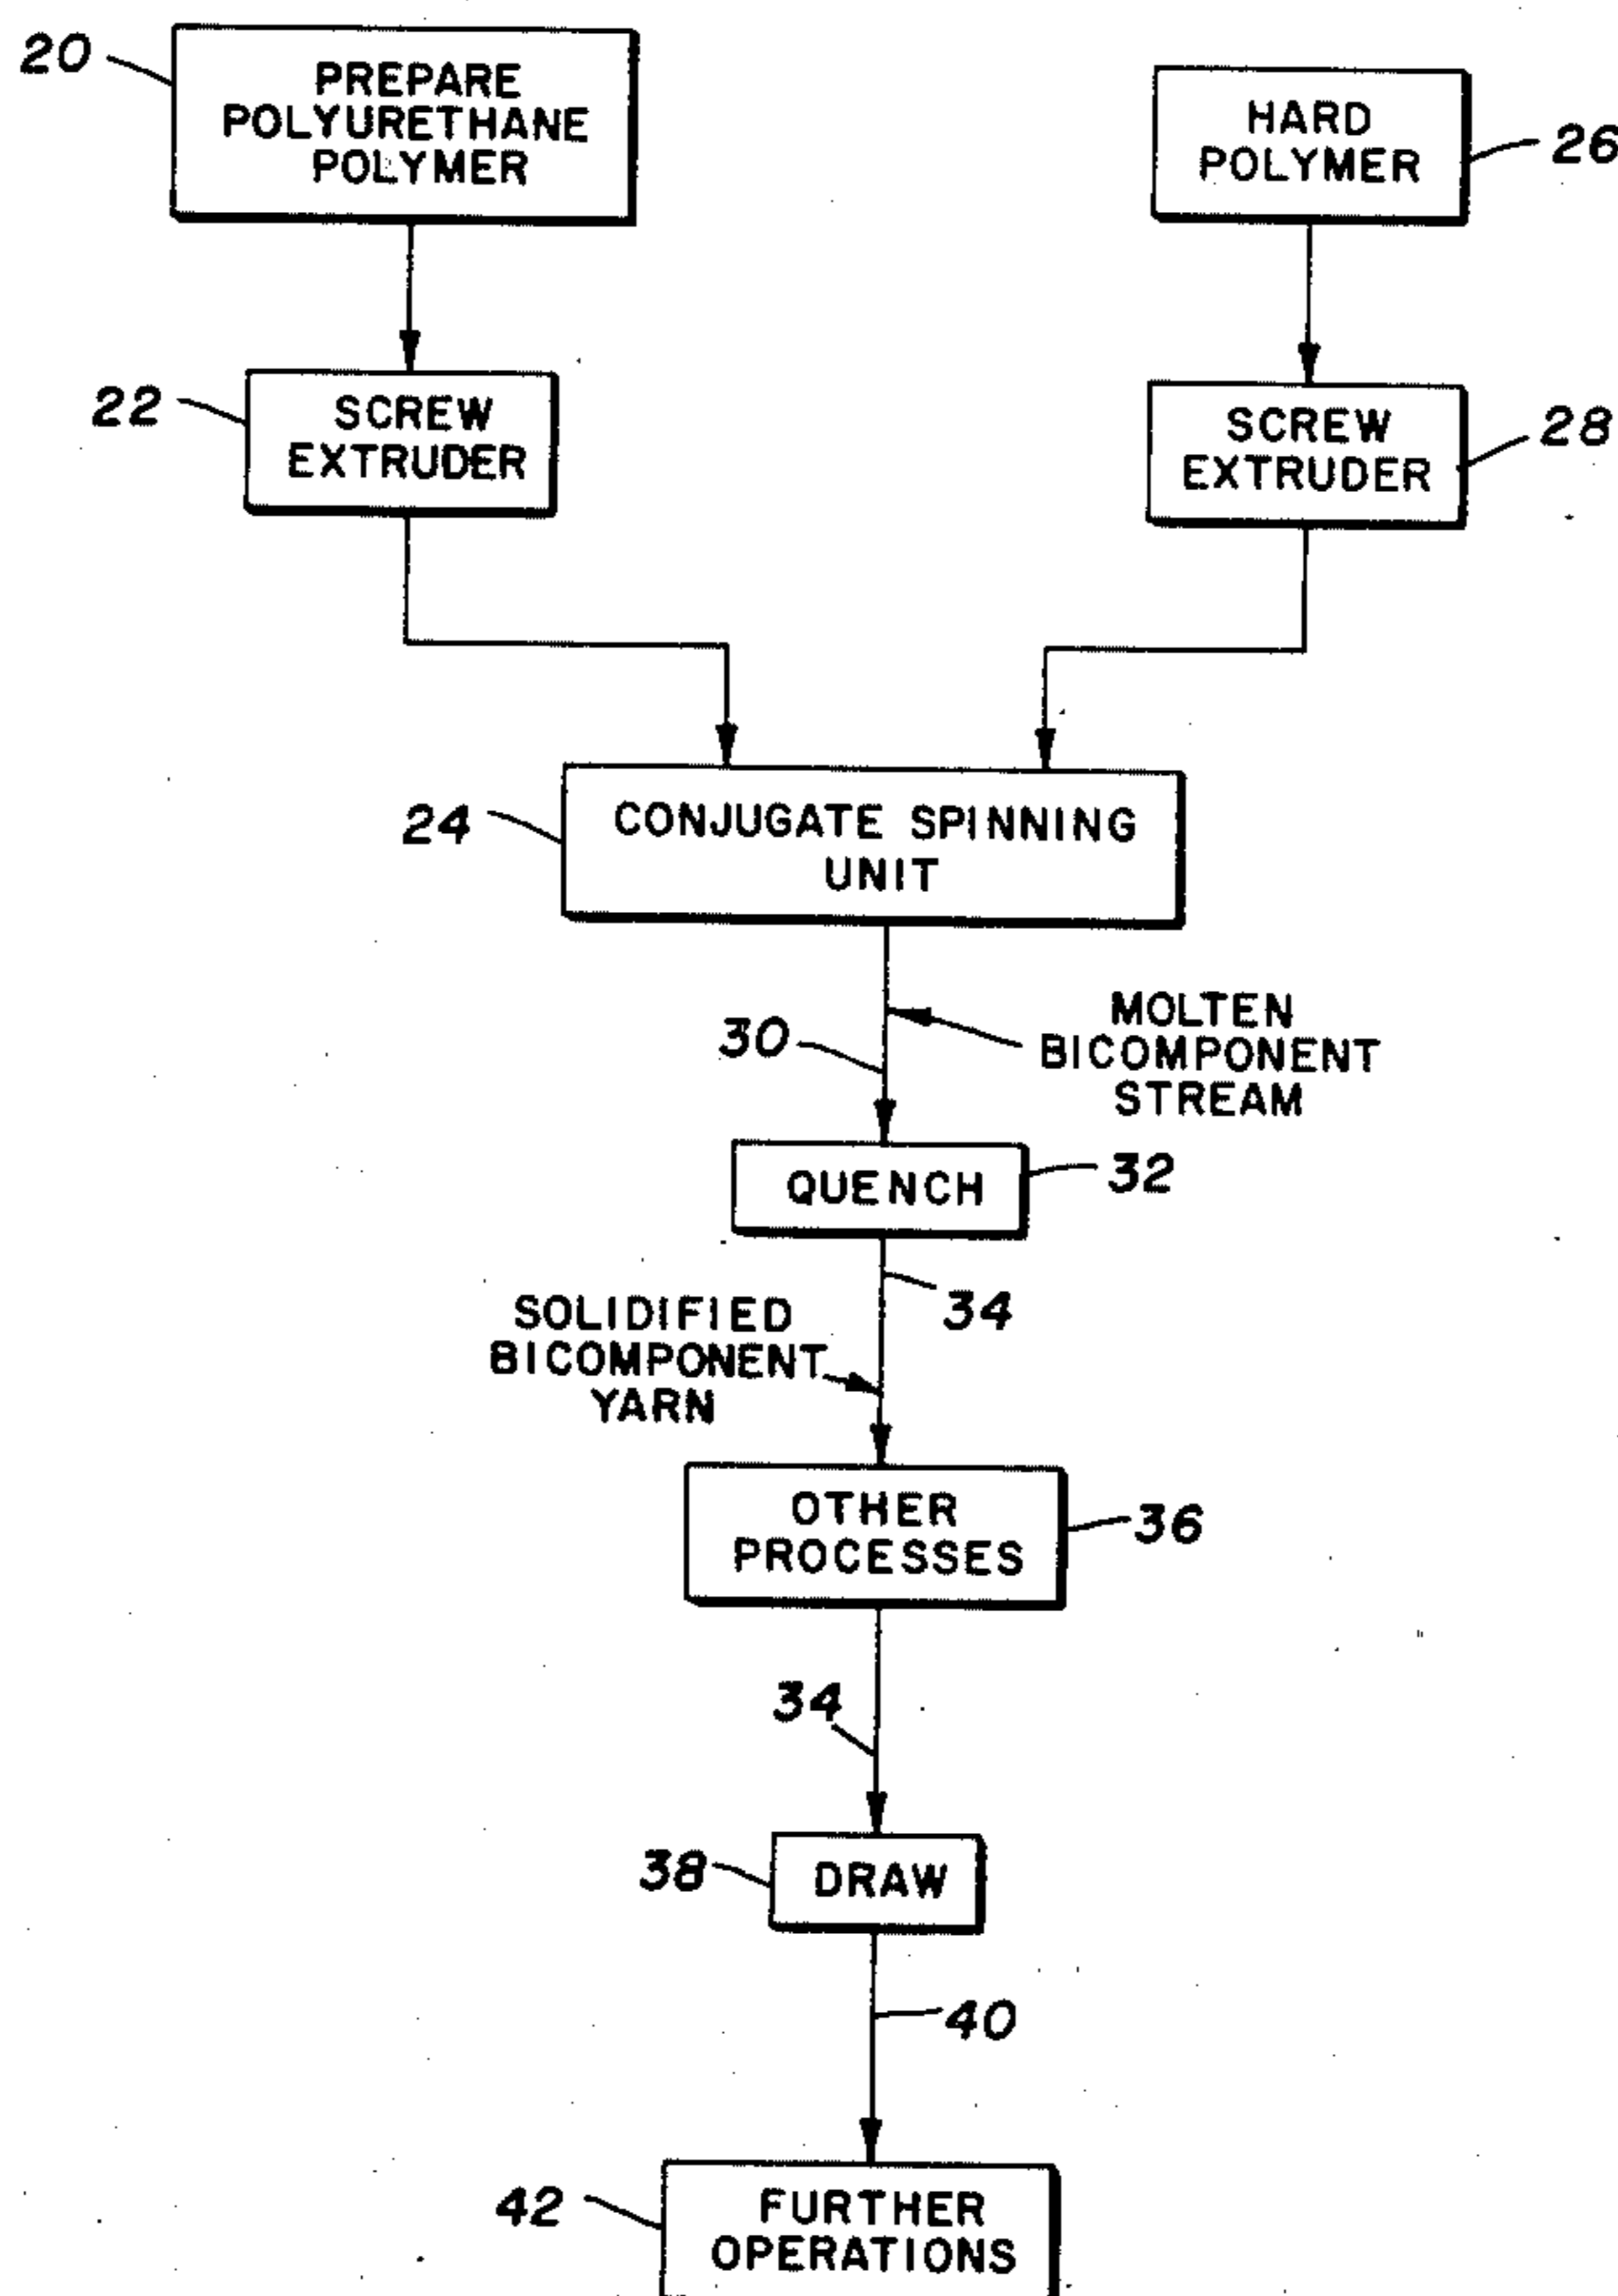 20
PREPARE
POLYURETHANE
POLYMER
HARD
POLYMER
26
22
SCREW
EXTRUDER
SCREW
EXTRUDER
28
24
CONJUGATE SPINNING
UNIT
30
MOLTEN
BICOMPONENT
STREAM
QUENCH
32
34
SOLIDIFIED
BICOMPONENT
YARN
OTHER
PROCESSES
36
34
38
DRAW
40
42
FURTHER
OPERATIONS